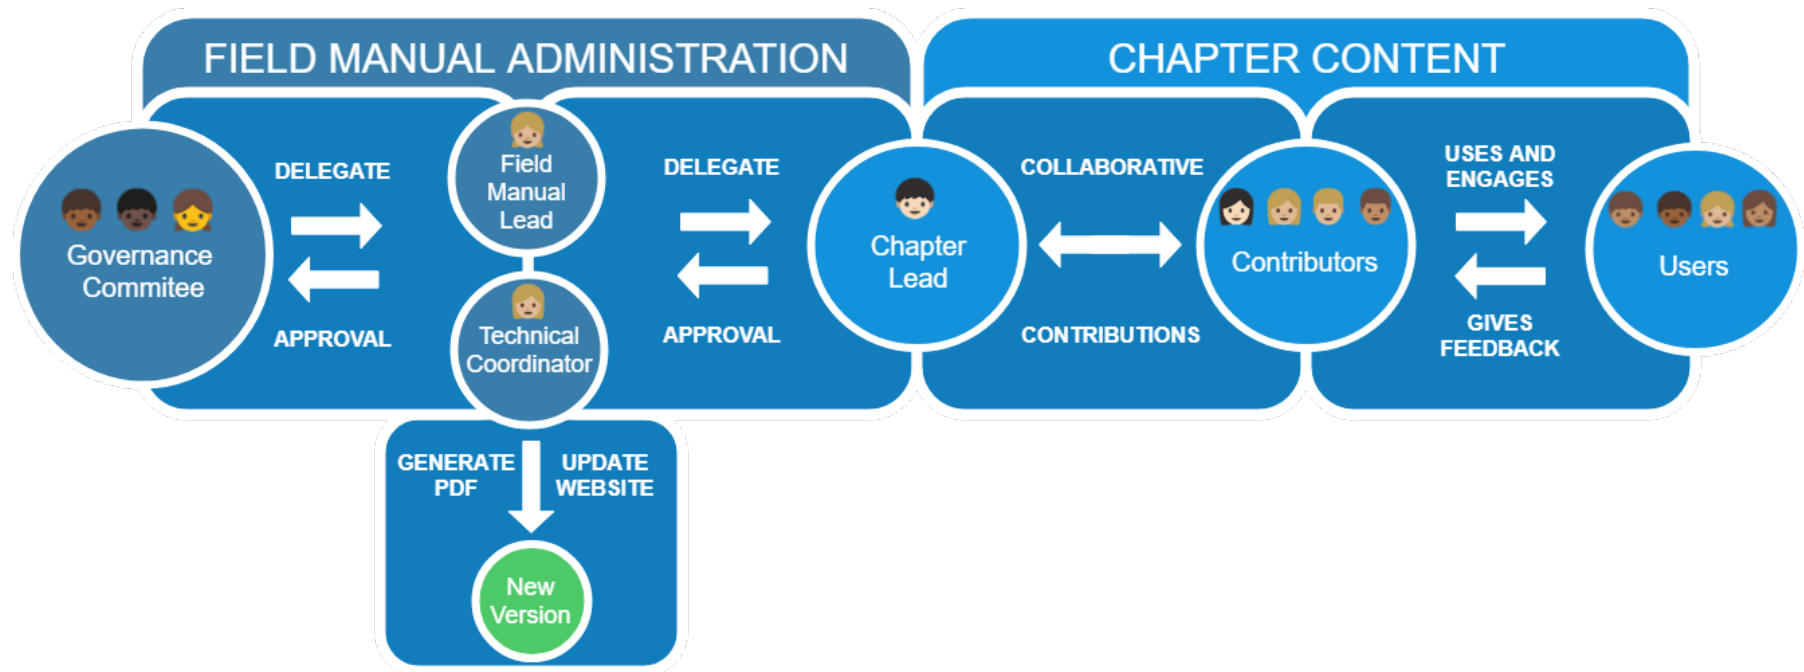 FIELD MANUAL ADMINISTRATION
CHAPTER CONTENT
Governance
Commitee
DELEGATE
APPROVAL
Field
Manual
Lead
Technical
Coordinator
DELEGATE
APPROVAL
Chapter
Lead
COLLABORATIVE
CONTRIBUTIONS
Contributors
USES AND
ENGAGES
GIVES
FEEDBACK
Users
GENERATE
PDF
UPDATE
WEBSITE
New
Version